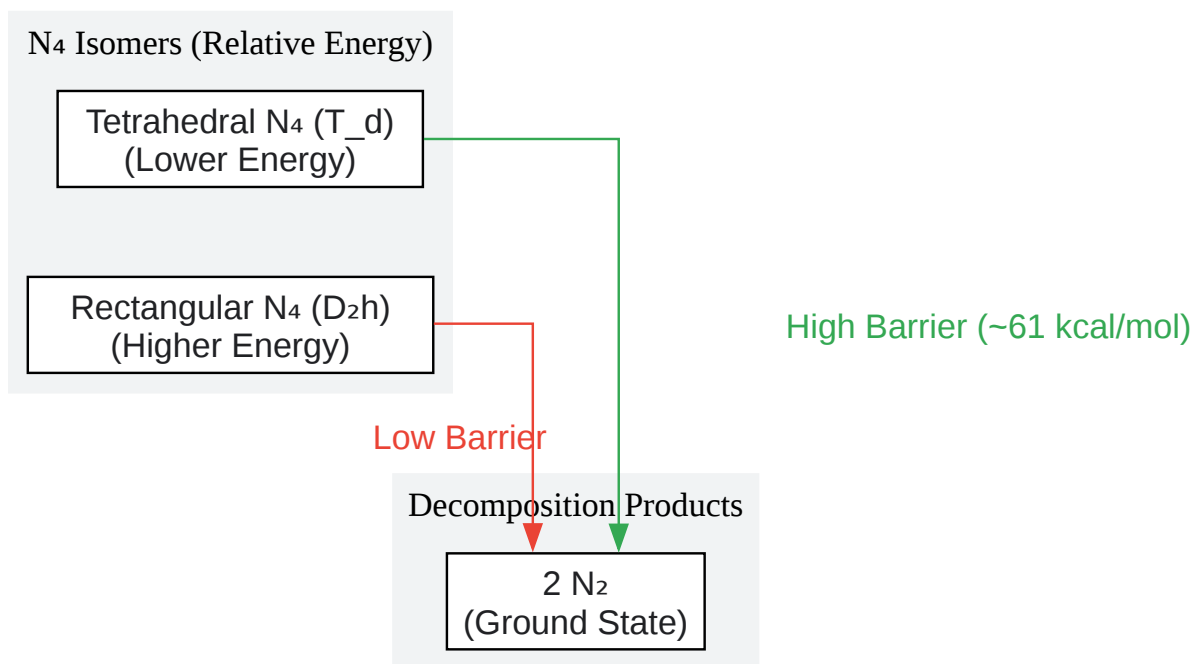 N₄ Isomers (Relative Energy)
Tetrahedral N₄ (T_d)
(Lower Energy)
Rectangular N₄ (D₂h)
(Higher Energy)
High Barrier (~61 kcal/mol)
Low Barrier
Decomposition Products
2 N₂
(Ground State)